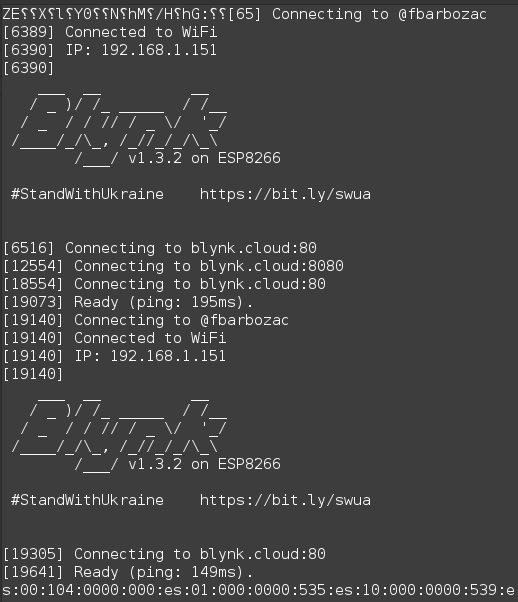 ZE⸮⸮X⸮l⸮Y0⸮⸮N⸮hM⸮/H⸮hG:⸮⸮[65] Connecting to @fbarbozac
[6389] Connected to WiFi
[6390] IP: 192.168.1.151
[6390]
    ___  __          __
   / _ )/ /_ _____  / /__
  / _  / / // / _ \/  '_/
 /____/_/\_, /_//_/_/\_\
        /___/ v1.3.2 on ESP8266
 #StandWithUkraine    https://bit.ly/swua
[6516] Connecting to blynk.cloud:80
[12554] Connecting to blynk.cloud:8080
[18554] Connecting to blynk.cloud:80
[19073] Ready (ping: 195ms).
[19140] Connecting to @fbarbozac
[19140] Connected to WiFi
[19140] IP: 192.168.1.151
[19140]
    ___  __          __
   / _ )/ /_ _____  / /__
  / _  / / // / _ \/  '_/
 /____/_/\_, /_//_/_/\_\
        /___/ v1.3.2 on ESP8266
 #StandWithUkraine    https://bit.ly/swua
[19305] Connecting to blynk.cloud:80
[19641] Ready (ping: 149ms).
s:00:104:0000:000:es:01:000:0000:535:es:10:000:0000:539:e